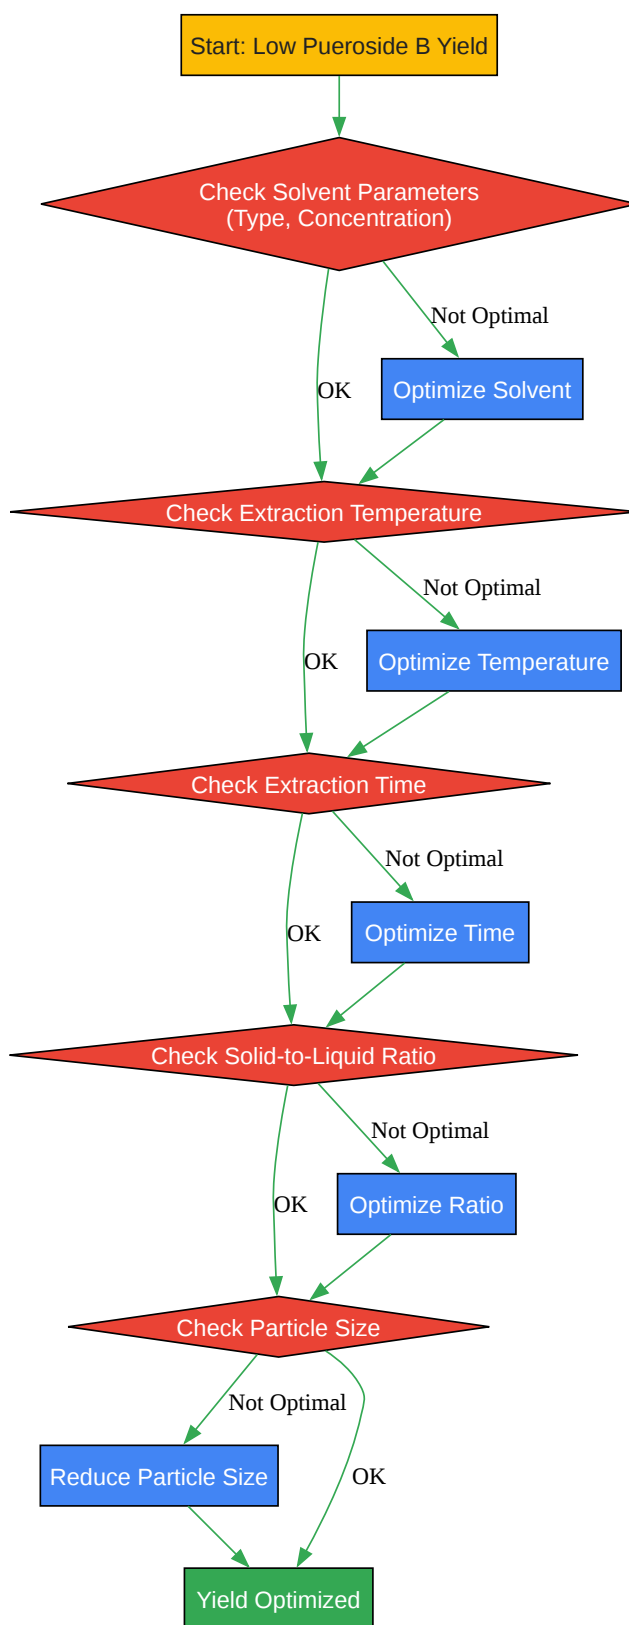 Start: Low Pueroside B Yield
Check Solvent Parameters
(Type, Concentration)
Not Optimal
OK
Optimize Solvent
Check Extraction Temperature
Not Optimal
OK
Optimize Temperature
Check Extraction Time
Not Optimal
OK
Optimize Time
Check Solid-to-Liquid Ratio
Not Optimal
OK
Optimize Ratio
Check Particle Size
Not Optimal
Reduce Particle Size
OK
Yield Optimized